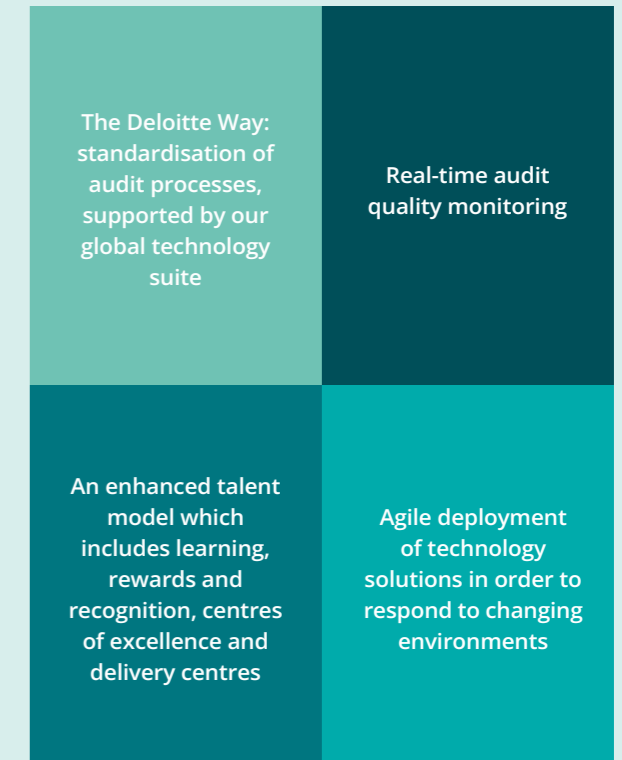 The Deloitte Way:
standardisation of
audit processes,
supported by our
global technology
suite
Real-time audit
quality monitoring
An enhanced talent
model which
includes learning,
rewards and
recognition, centres
of excellence and
delivery centres
Agile deployment
of technology
solutions in order to
respond to changing
environments